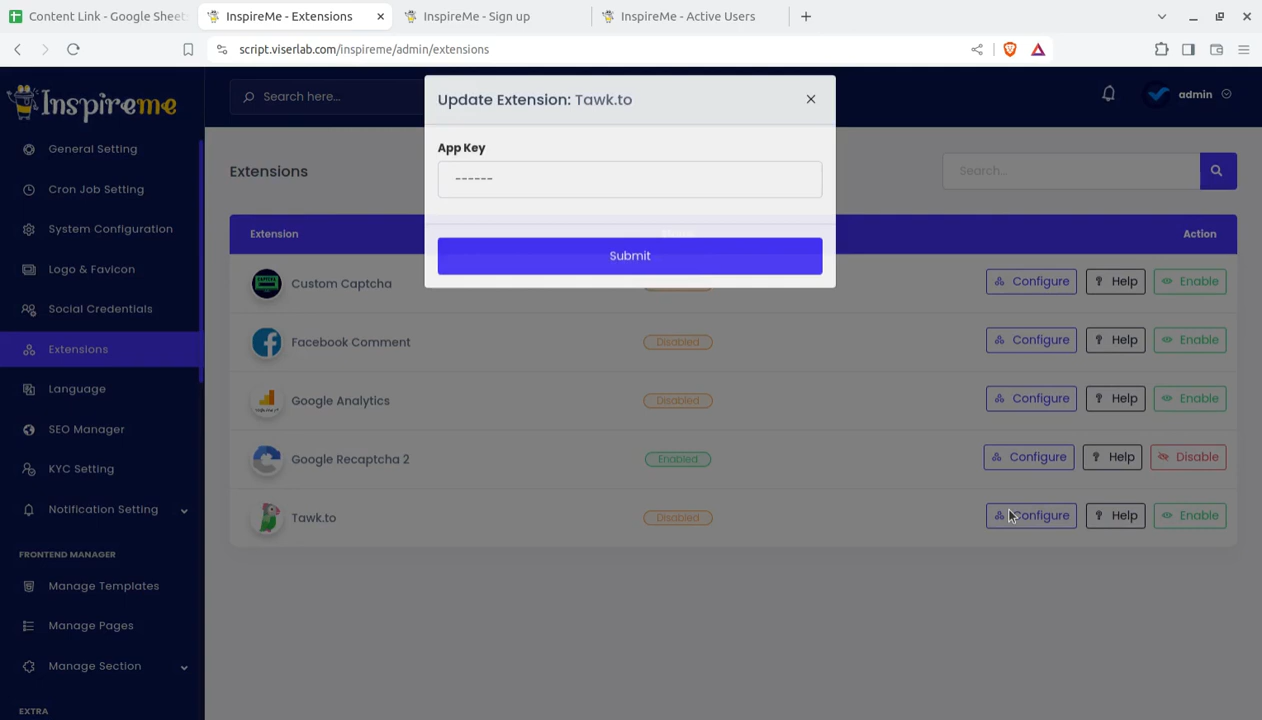 Content Link - Google Sheets
InspireMe - Extensions
InspireMe - Sign up
InspireMe - Active Users
script.viserlab.com/inspireme/admin/extensions
Inspireme
Search here...
admin
Update Extension: Tawk.to
App Key
------
Submit
General Setting
Cron Job Setting
System Configuration
Logo & Favicon
Social Credentials
Extensions
Language
SEO Manager
KYC Setting
Notification Setting
FRONTEND MANAGER
Manage Templates
Manage Pages
Manage Section
EXTRA
Extensions
Search...
Extension
Status
Action
Custom Captcha
Configure
Help
Enable
Facebook Comment
Disabled
Configure
Help
Enable
Google Analytics
Disabled
Configure
Help
Enable
Google Recaptcha 2
Enabled
Configure
Help
Disable
Tawk.to
Disabled
Configure
Help
Enable